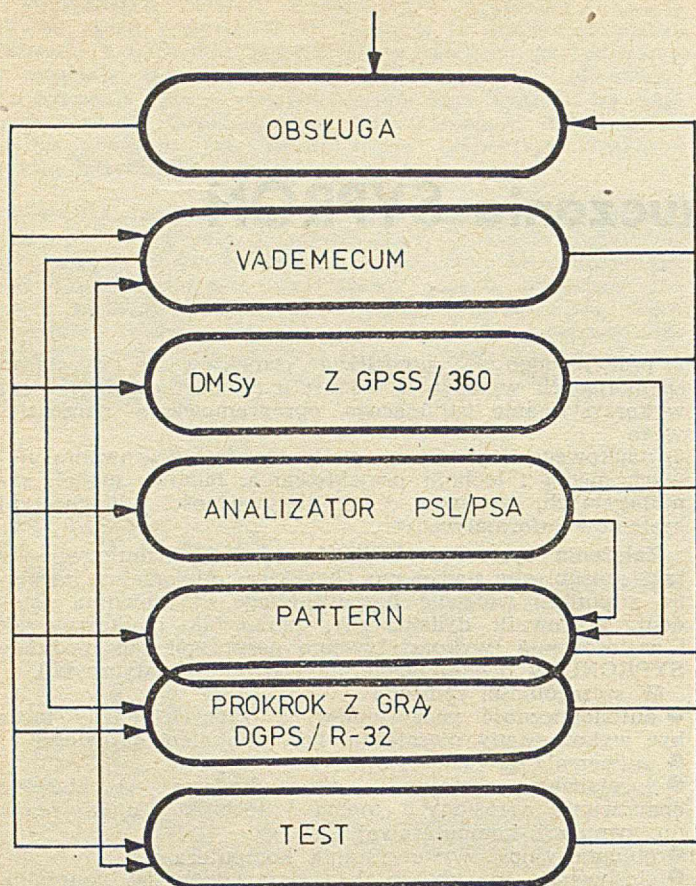 OBSŁUGA
VADEMECUM
DMSy Z GPSS/360
ANALIZATOR PSL/PSA
PATTERN
PROKROK Z GRĄ
DGPS/R-32
TEST